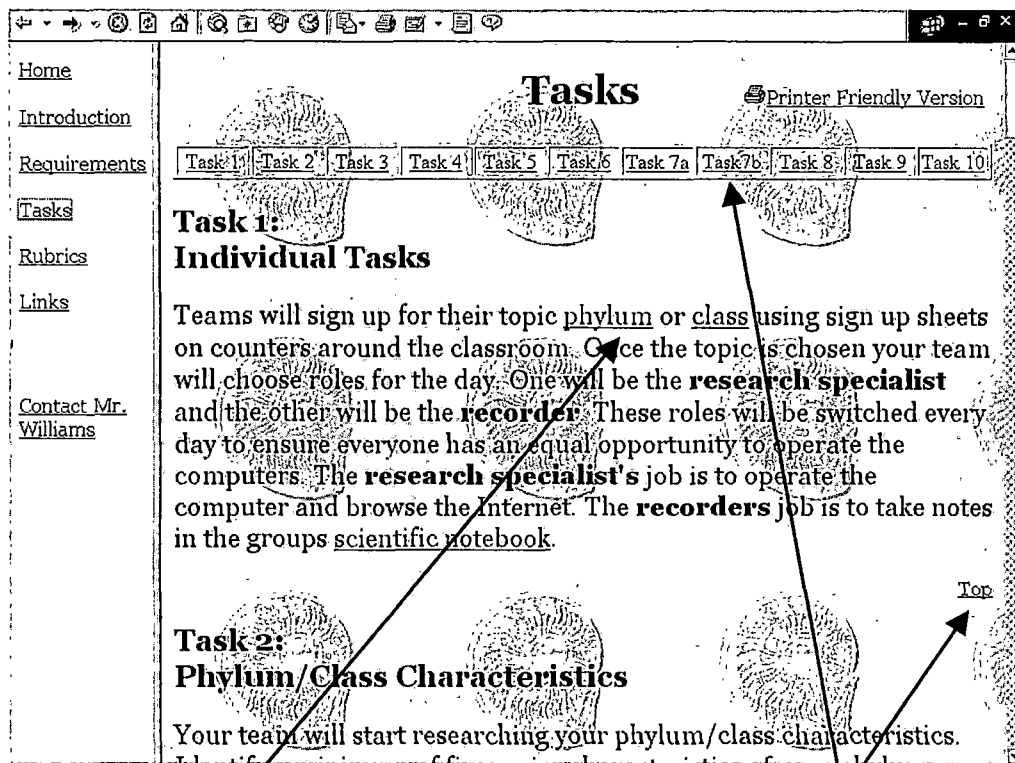 Home
Introduction
Requirements
Tasks
Rubrics
Links
Contact Mr.
Williams
Tasks
Printer Friendly Version
Task 1 Task 2 Task 3 Task 4 Task 5 Task 6 Task 7a Task7b Task 8 Task 9 Task 10
Task 1:
Individual Tasks
Teams will sign up for their topic phylum or class using sign up sheets
on counters around the classroom. Once the topic is chosen your team
will choose roles for the day. One will be the research specialist
and the other will be the recorder. These roles will be switched every
day to ensure everyone has an equal opportunity to operate the
computers. The research specialist's job is to operate the
computer and browse the Internet. The recorders job is to take notes
in the groups scientific notebook.
Top
Task 2:
Phylum/Class Characteristics
Your team will start researching your phylum/class characteristics.